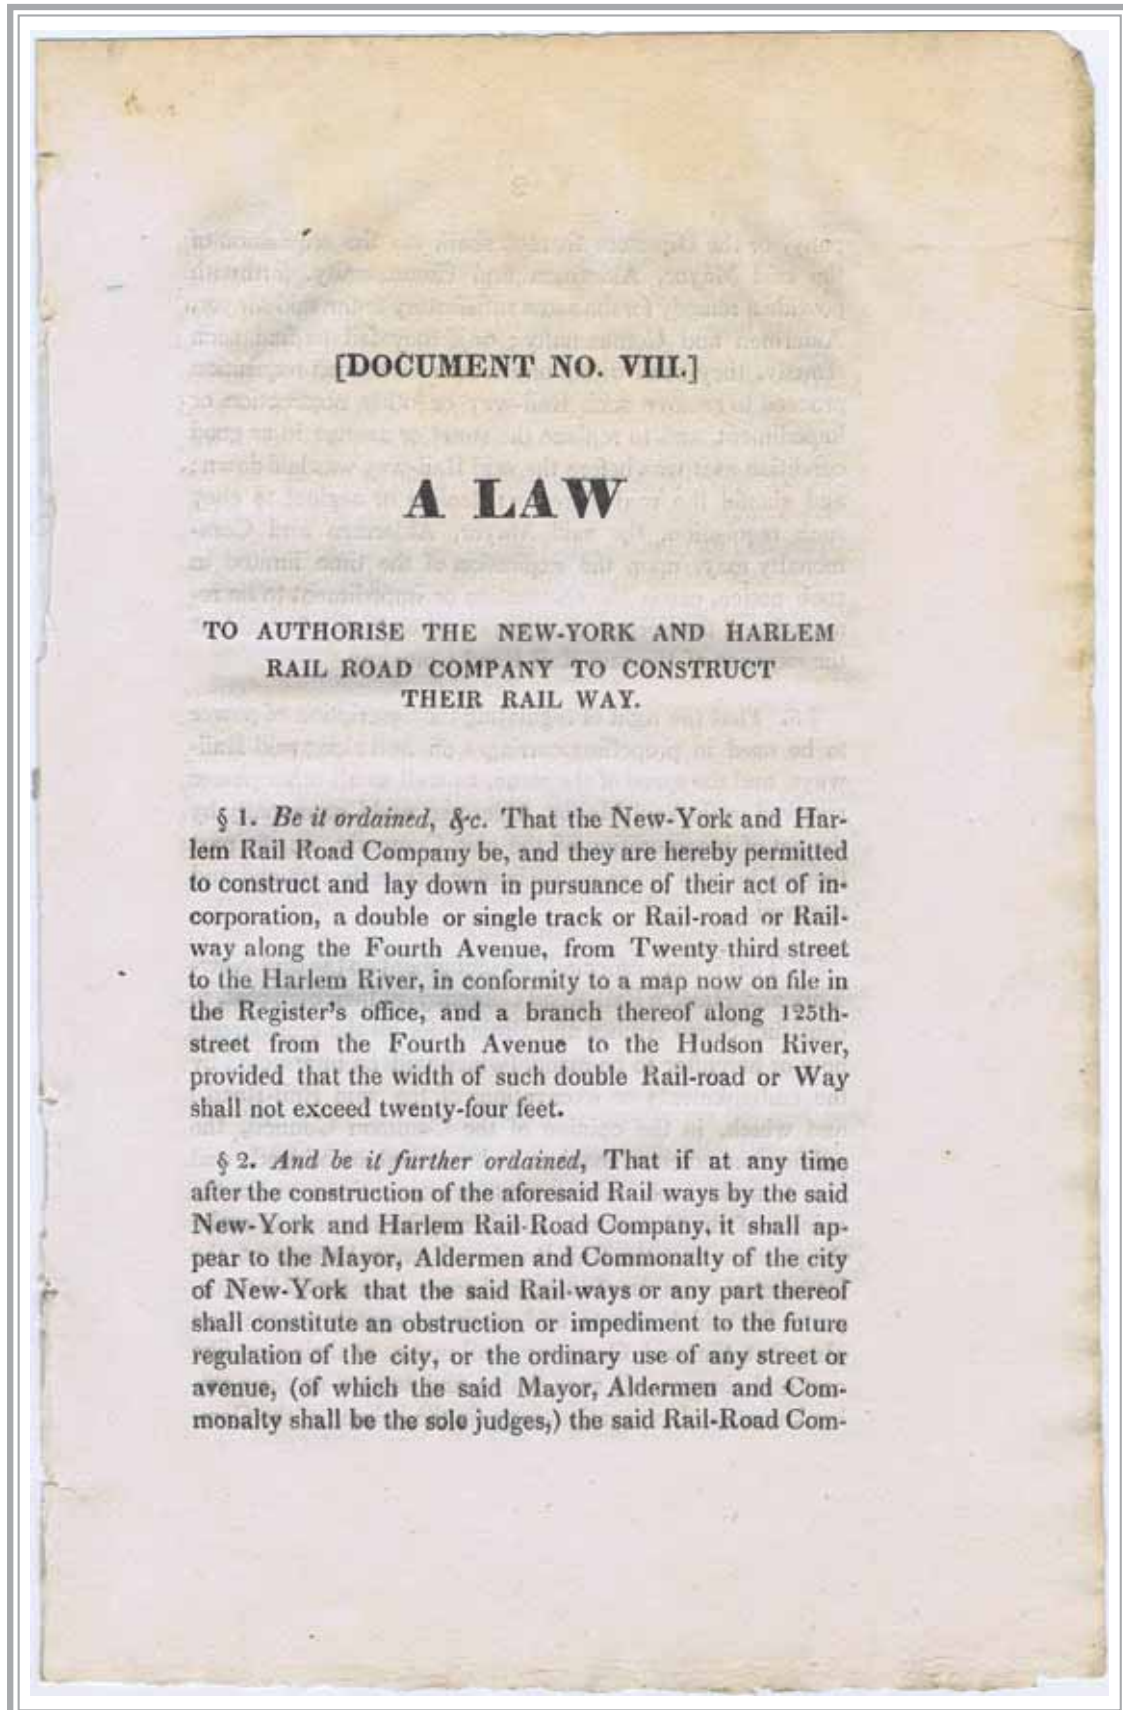 [DOCUMENT NO. VIII.]
A LAW
TO AUTHORISE THE NEW-YORK AND HARLEM
RAIL ROAD COMPANY TO CONSTRUCT
THEIR RAIL WAY.
§ 1. Be it ordained, &c. That the New-York and Har-
lem Rail Road Company be, and they are hereby permitted
to construct and lay down in pursuance of their act of in-
corporation, a double or single track or Rail-road or Rail-
way along the Fourth Avenue, from Twenty third street
to the Harlem River, in conformity to a map now on file in
the Register's office, and a branch thereof along 125th-
street from the Fourth Avenue to the Hudson River,
provided that the width of such double Rail-road or Way
shall not exceed twenty-four feet.
§ 2. And be it further ordained, That if at any time
after the construction of the aforesaid Rail ways by the said
New-York and Harlem Rail-Road Company, it shall ap-
pear to the Mayor, Aldermen and Commonalty of the city
of New-York that the said Rail-ways or any part thereof
shall constitute an obstruction or impediment to the future
regulation of the city, or the ordinary use of any street or
avenue, (of which the said Mayor, Aldermen and Com-
monalty shall be the sole judges,) the said Rail-Road Com-